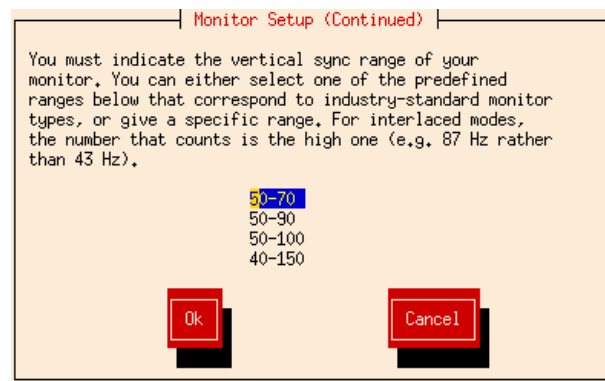 Monitor Setup (Continued)
You must indicate the vertical sync range of your
monitor. You can either select one of the predefined
ranges below that correspond to industry-standard monitor
types, or give a specific range. For interlaced modes,
the number that counts is the high one (e.g. 87 Hz rather
than 43 Hz).
50-70
50-90
50-100
40-150
Ok
Cancel